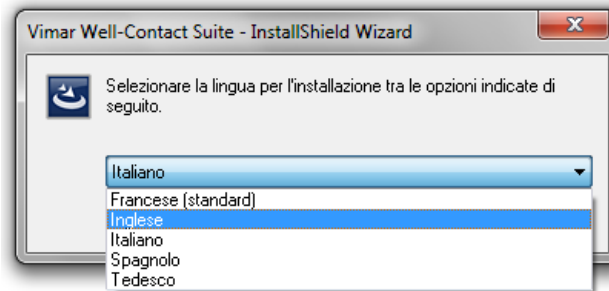 Vimar Well-Contact Suite - InstallShield Wizard
Selezionare la lingua per l'installazione tra le opzioni indicate di
seguito.
Italiano
Francese (standard)
Inglese
Italiano
Spagnolo
Tedesco